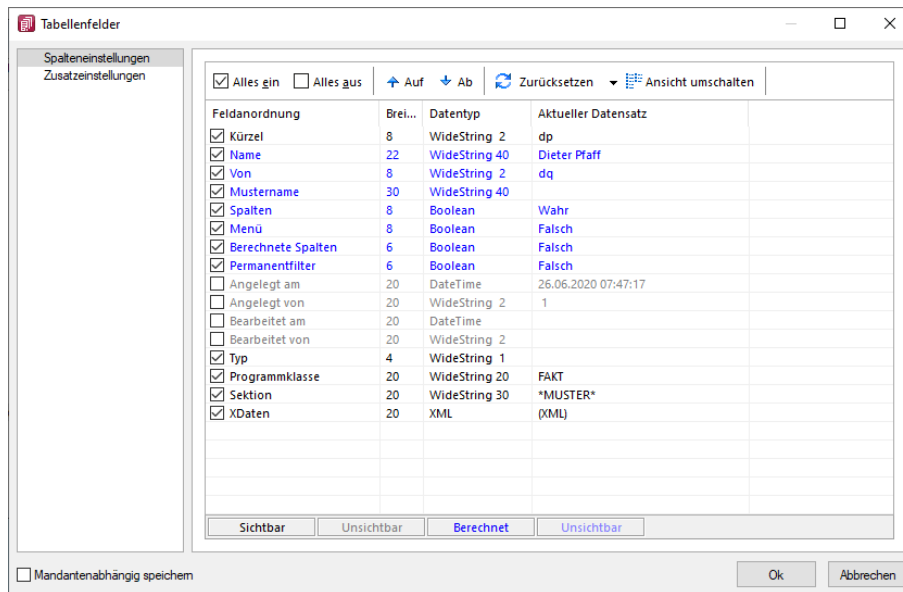 Tabellenfelder
Spalteneinstellungen
Zusatzeinstellungen
Alles ein Alles aus Auf Ab Zurücksetzen Ansicht umschalten
Feldanordnung Brei... Datentyp Aktueller Datensatz
Kürzel 8 WideString 2 dp
Name 22 WideString 40 Dieter Pfaff
Von 8 WideString 2 dq
Mustername 30 WideString 40
Spalten 8 Boolean Wahr
Menü 8 Boolean Falsch
Berechnete Spalten 6 Boolean Falsch
Permanentfilter 6 Boolean Falsch
Angelegt am 20 DateTime 26.06.2020 07:47:17
Angelegt von 20 WideString 2 1
Bearbeitet am 20 DateTime
Bearbeitet von 20 WideString 2
Typ 4 WideString 1
Programmklasse 20 WideString 20 FAKT
Sektion 20 WideString 30 *MUSTER*
XDaten 20 XML (XML)
Sichtbar Unsichtbar Berechnet Unsichtbar
Mandantenabhängig speichern Ok Abbrechen